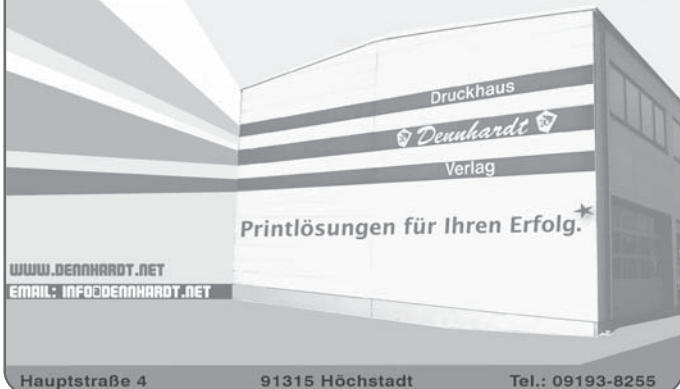 Druckhaus
Dennhardt
Verlag
Printlösungen für Ihren Erfolg.
WWW.DENNHARDT.NET
EMAIL: INFO@DENNHARDT.NET
Hauptstraße 4 91315 Höchstadt Tel.: 09193-8255